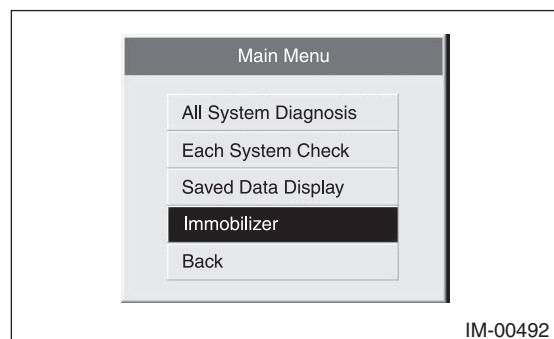 Main Menu
All System Diagnosis
Each System Check
Saved Data Display
Immobilizer
Back
IM-00492